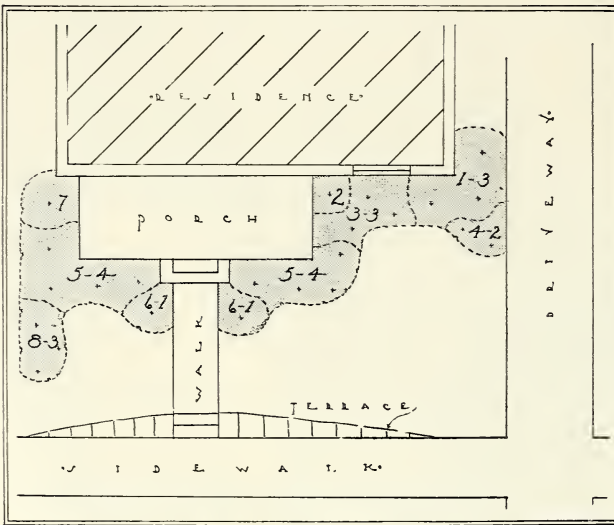 RESIDENCE
1-3
7
2
PORCH
3-3
4-2
DRIVEWAY
5-4
5-4
6-1
6-1
8-3
WALK
TERRACE
SIDEWALK